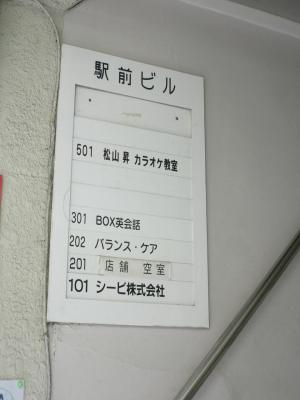 駅前ビル
501 松山 昇 カラオケ教室
301 BOX英会話
202 バランス・ケア
201 店舗 空室
101 シービ株式会社